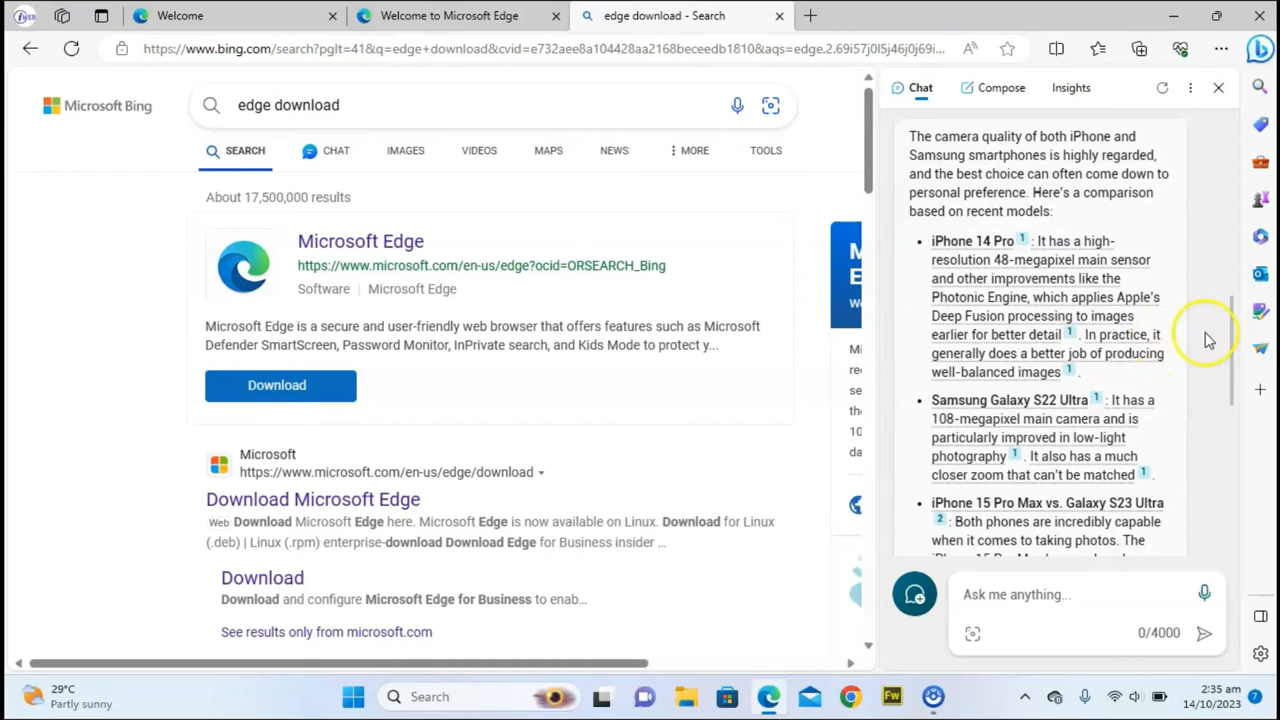 Welcome
Welcome to Microsoft Edge
edge download - Search
https://www.bing.com/search?pglt=41&q=edge+download&cvid=e732aee8a104428aa2168beceedb1810&aqs=edge.2.69i57j0l5j46j0j69i...
Microsoft Bing
edge download
SEARCH
CHAT
IMAGES
VIDEOS
MAPS
NEWS
MORE
TOOLS
About 17,500,000 results
Microsoft Edge
https://www.microsoft.com/en-us/edge?ocid=ORSEARCH_Bing
Software
Microsoft Edge
Microsoft Edge is a secure and user-friendly web browser that offers features such as Microsoft
Defender SmartScreen, Password Monitor, InPrivate search, and Kids Mode to protect y...
Download
Microsoft
https://www.microsoft.com/en-us/edge/download
Download Microsoft Edge
Web Download Microsoft Edge here. Microsoft Edge is now available on Linux. Download for Linux
(.deb) | Linux (.rpm) enterprise-download Download Edge for Business insider ...
Download
Download and configure Microsoft Edge for Business to enab...
See results only from microsoft.com
Chat
Compose
Insights
The camera quality of both iPhone and
Samsung smartphones is highly regarded,
and the best choice can often come down to
personal preference. Here's a comparison
based on recent models:
iPhone 14 Pro 1 : It has a high-
resolution 48-megapixel main sensor
and other improvements like the
Photonic Engine, which applies Apple's
Deep Fusion processing to images
earlier for better detail 1 . In practice, it
generally does a better job of producing
well-balanced images 1 .
Samsung Galaxy S22 Ultra 1 : It has a
108-megapixel main camera and is
particularly improved in low-light
photography 1 . It also has a much
closer zoom that can't be matched 1 .
iPhone 15 Pro Max vs. Galaxy S23 Ultra
2 : Both phones are incredibly capable
when it comes to taking photos. The
Ask me anything...
0/4000
29°C
Partly sunny
Search
Fw
2:35 am
14/10/2023
7